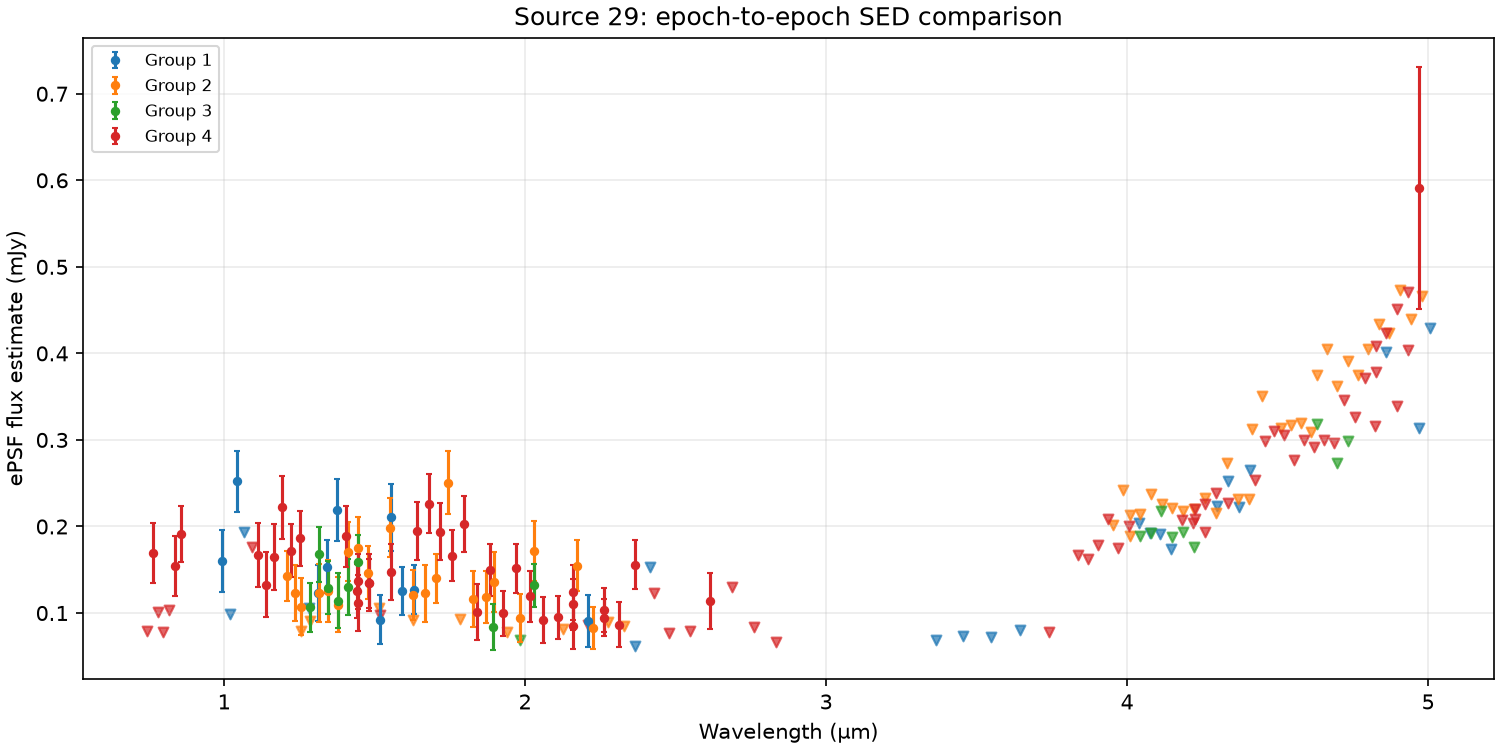 Source 29: epoch-to-epoch SED comparison
Group 1
Group 2
Group 3
Group 4
ePSF flux estimate (mJy)
0.7
0.6
0.5
0.4
0.3
0.2
0.1
1 2 3 4 5
Wavelength (μm)